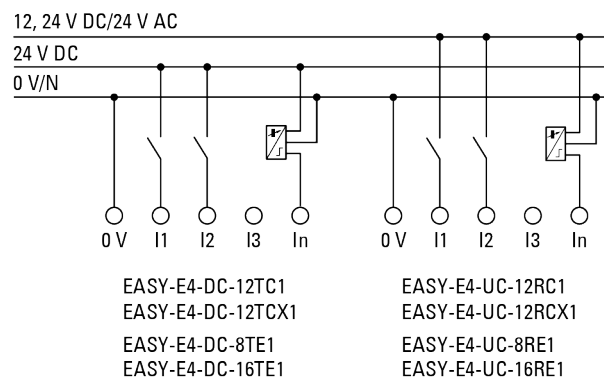 12, 24 V DC/24 V AC
24 V DC
0 V/N
0 V I1 I2 I3 In 0 V I1 I2 I3 In
EASY-E4-DC-12TC1 EASY-E4-UC-12RC1
EASY-E4-DC-12TCX1 EASY-E4-UC-12RCX1
EASY-E4-DC-8TE1 EASY-E4-UC-8RE1
EASY-E4-DC-16TE1 EASY-E4-UC-16RE1